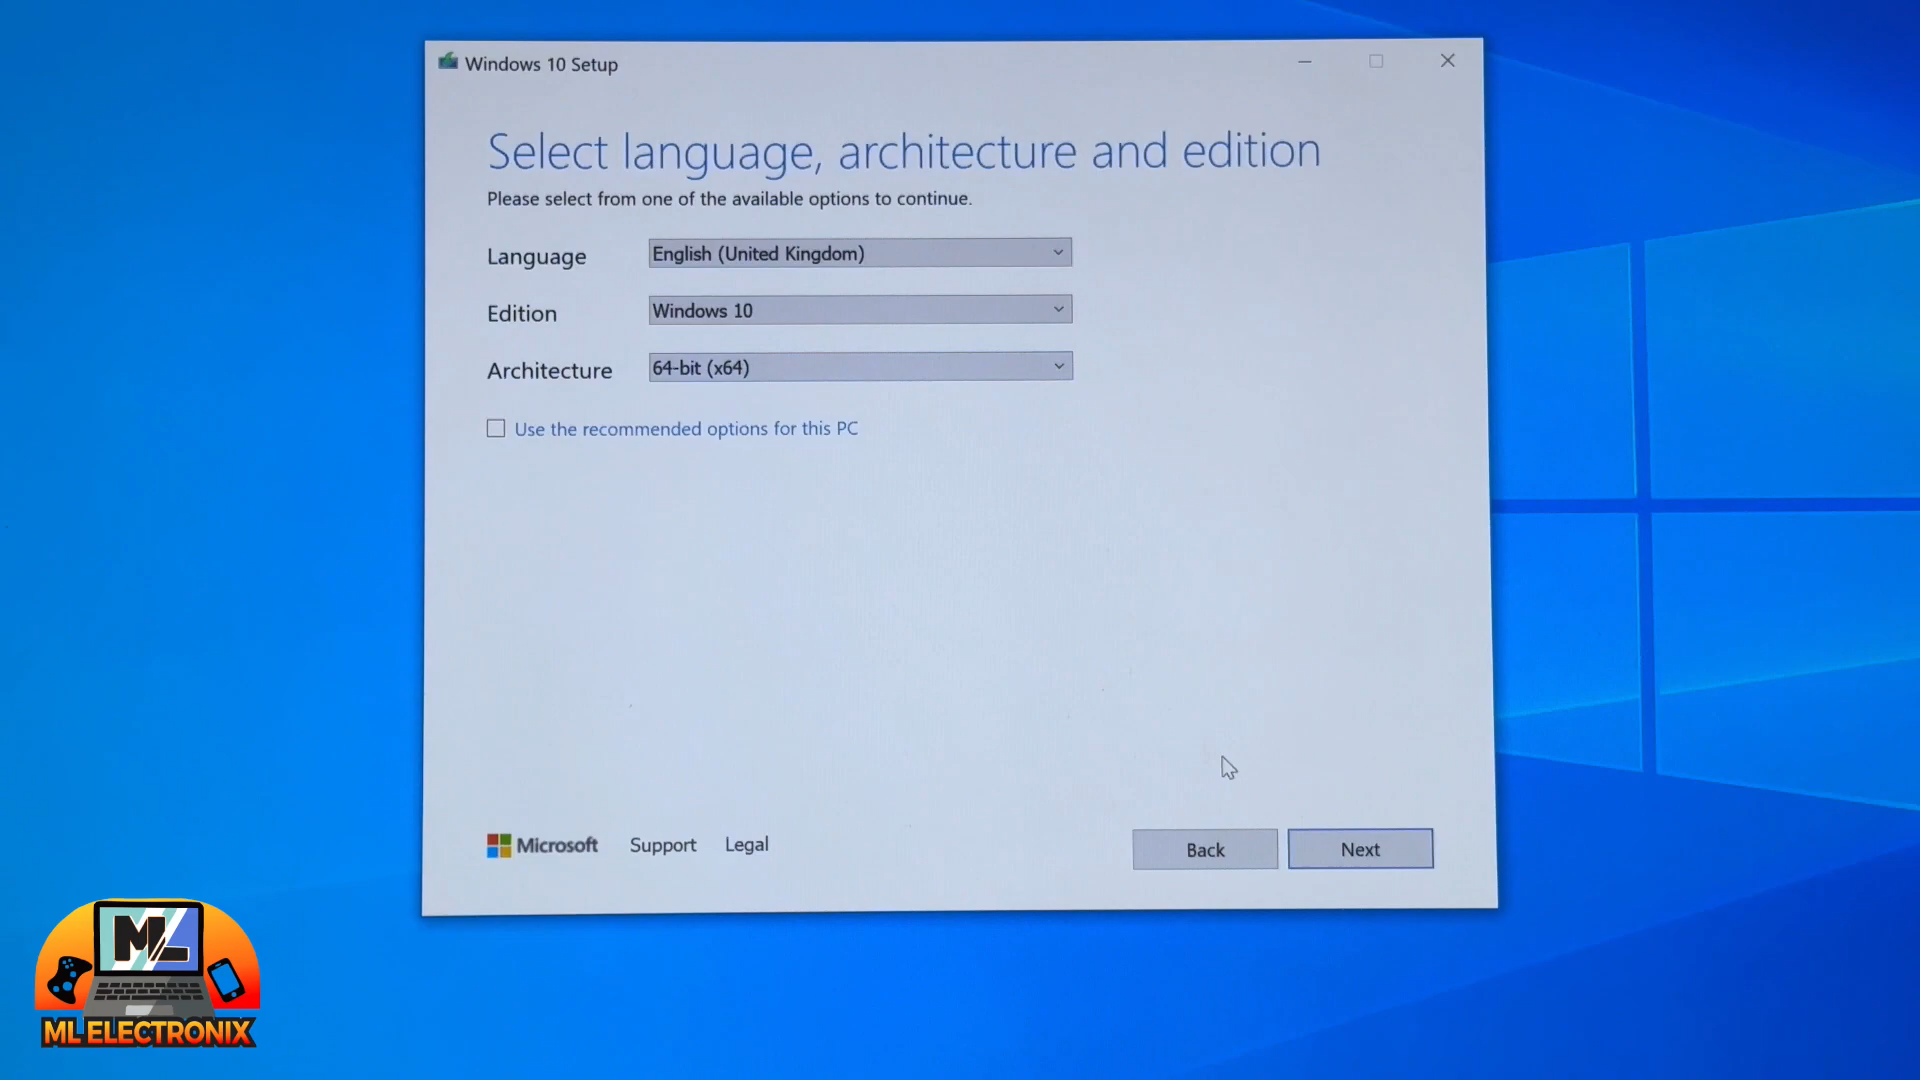 Windows 10 Setup
Select language, architecture and edition
Please select from one of the available options to continue.
Language English (United Kingdom)
Edition Windows 10
Architecture 64-bit (x64)
Use the recommended options for this PC
Microsoft Support Legal
Back Next
ML
ML ELECTRONIX